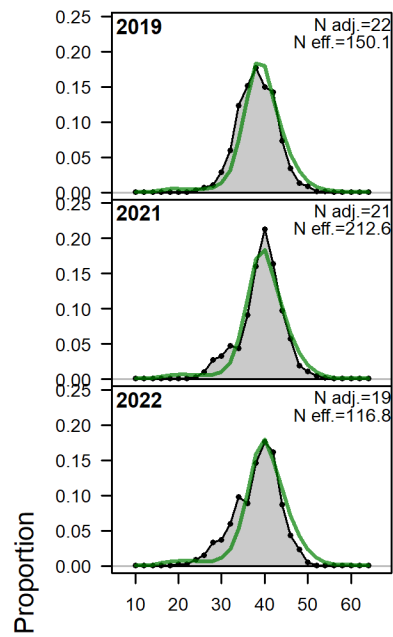 0.25
2019
N adj.=22
N eff.=150.1
0.20
0.15
0.10
0.05
0.00
0.25
2021
N adj.=21
N eff.=212.6
0.20
0.15
0.10
0.05
0.00
0.25
2022
N adj.=19
N eff.=116.8
0.20
0.15
0.10
0.05
0.00
10 20 30 40 50 60
Proportion